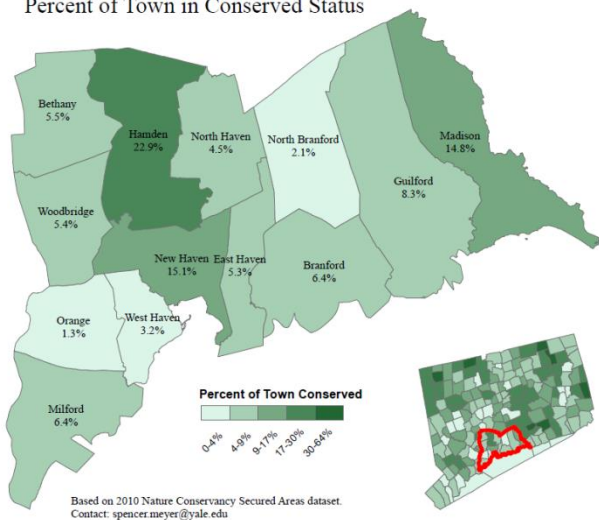 Percent of Town in Conserved Status
Bethany
5.5%
Hamden
22.9%
North Haven
4.5%
North Branford
2.1%
Madison
14.8%
Guilford
8.3%
Woodbridge
5.4%
New Haven
15.1%
East Haven
5.3%
Branford
6.4%
Orange
1.3%
West Haven
3.2%
Milford
6.4%
Percent of Town Conserved
0-4%
4-9%
9-17%
17-30%
30-64%
Based on 2010 Nature Conservancy Secured Areas dataset.
Contact: spencer.meyer@yale.edu